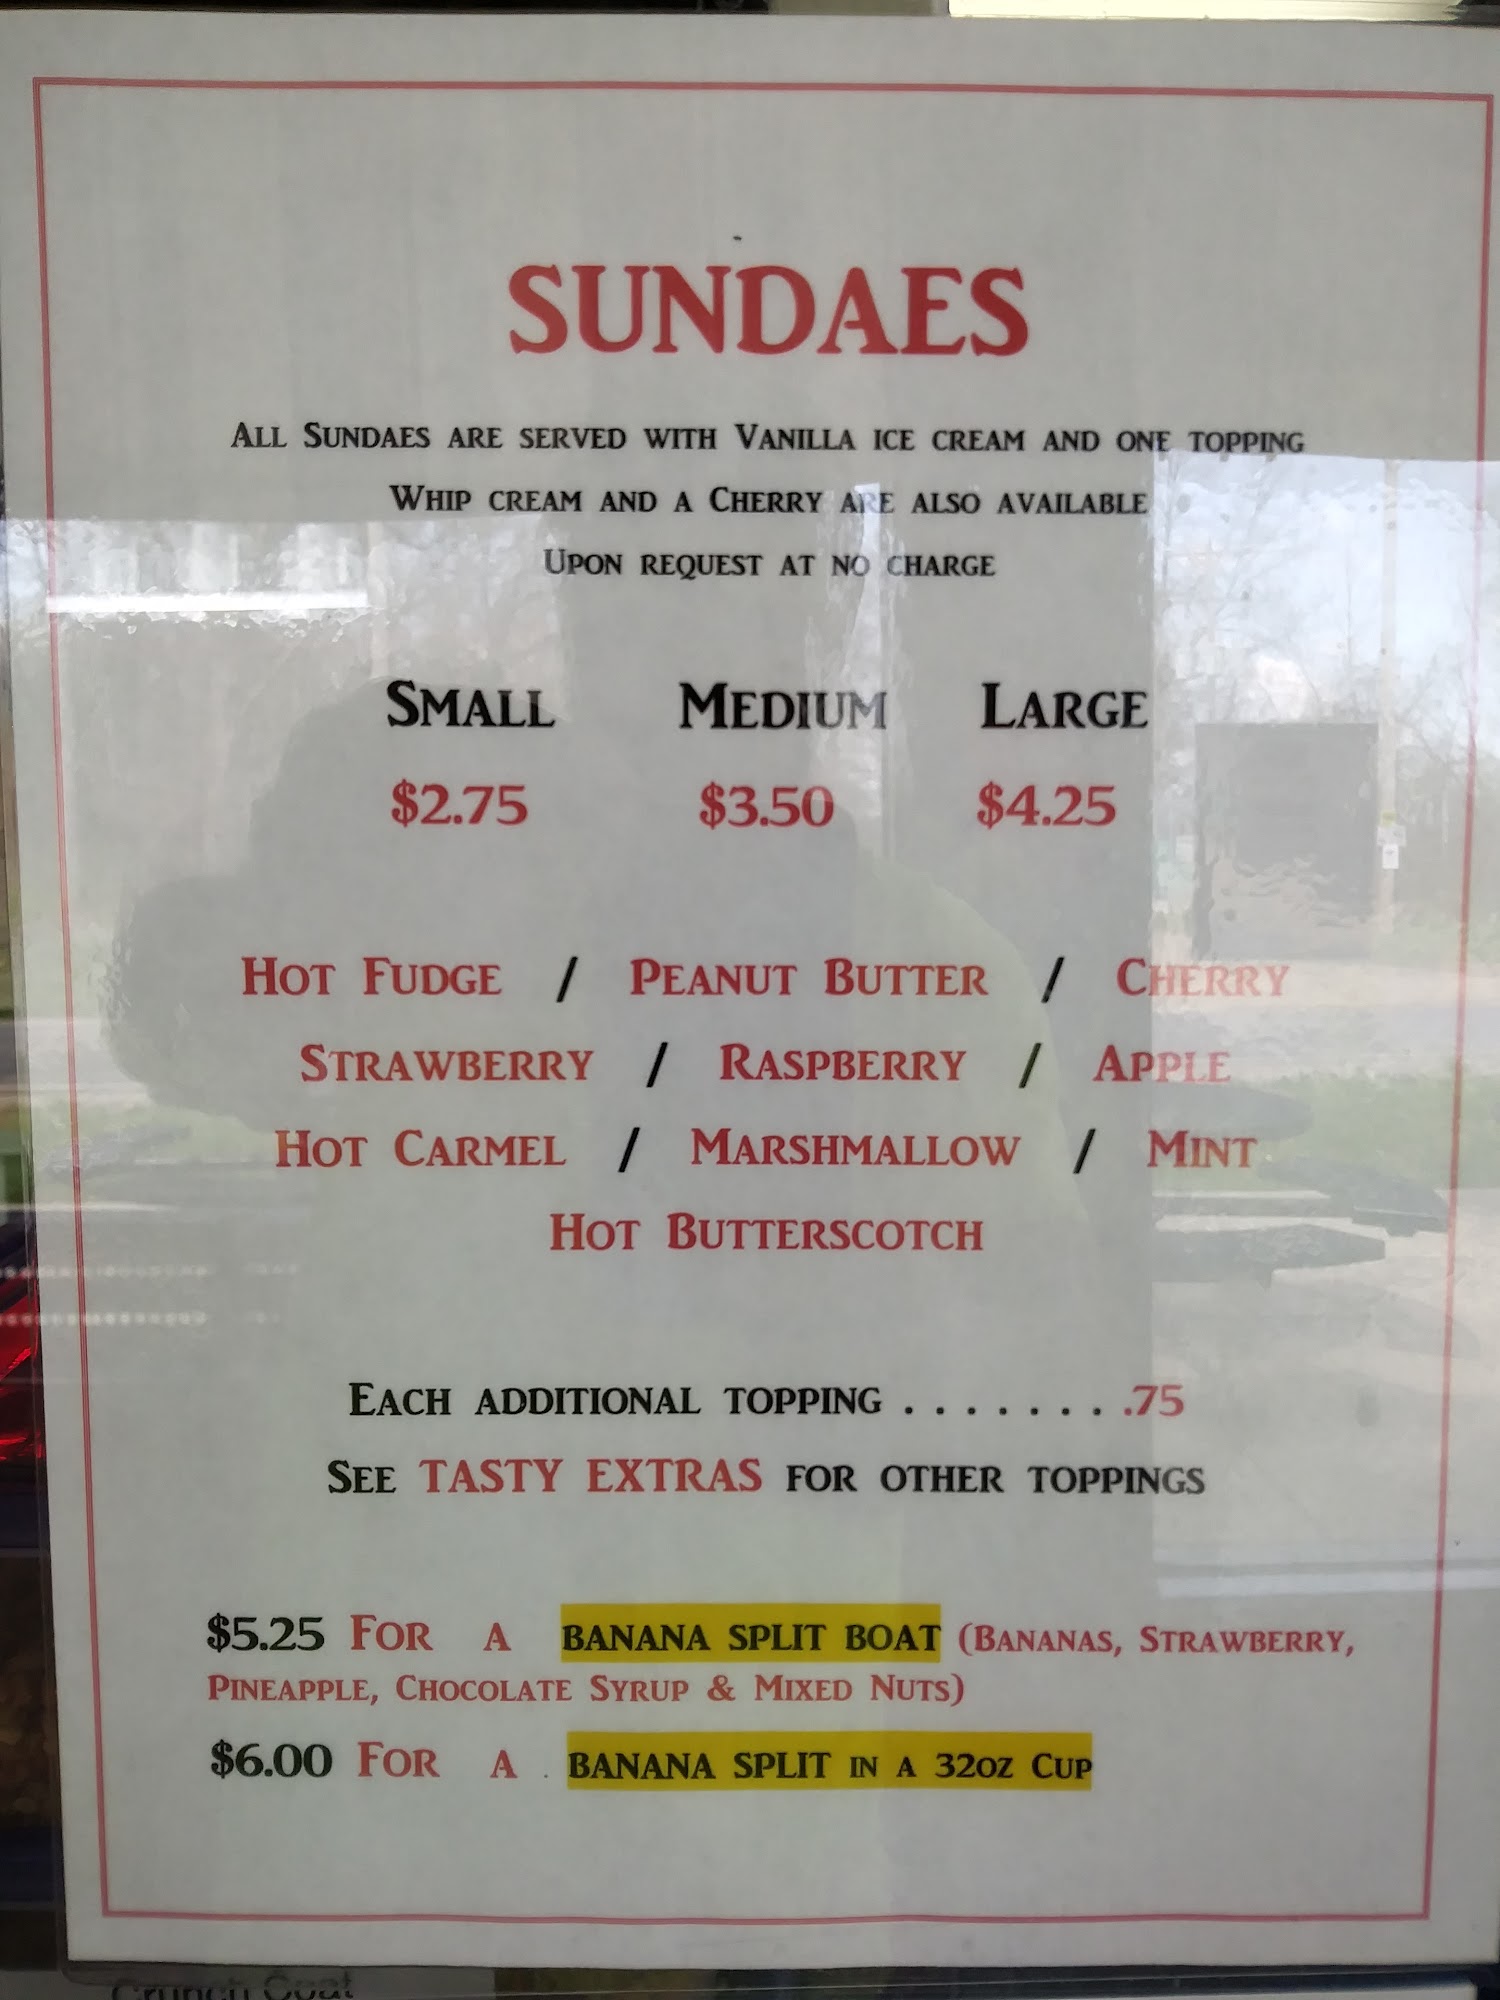 SUNDAES
ALL SUNDAES ARE SERVED WITH VANILLA ICE CREAM AND ONE TOPPING
WHIP CREAM AND A CHERRY ARE ALSO AVAILABLE
UPON REQUEST AT NO CHARGE
SMALL MEDIUM LARGE
$2.75 $3.50 $4.25
HOT FUDGE / PEANUT BUTTER / CHERRY
STRAWBERRY / RASPBERRY / APPLE
HOT CARMEL / MARSHMALLOW / MINT
HOT BUTTERSCOTCH
EACH ADDITIONAL TOPPING . . . . . . . .75
SEE TASTY EXTRAS FOR OTHER TOPPINGS
$5.25 FOR A BANANA SPLIT BOAT (BANANAS, STRAWBERRY,
PINEAPPLE, CHOCOLATE SYRUP & MIXED NUTS)
$6.00 FOR A BANANA SPLIT IN A 32OZ CUP
Crunch Coat